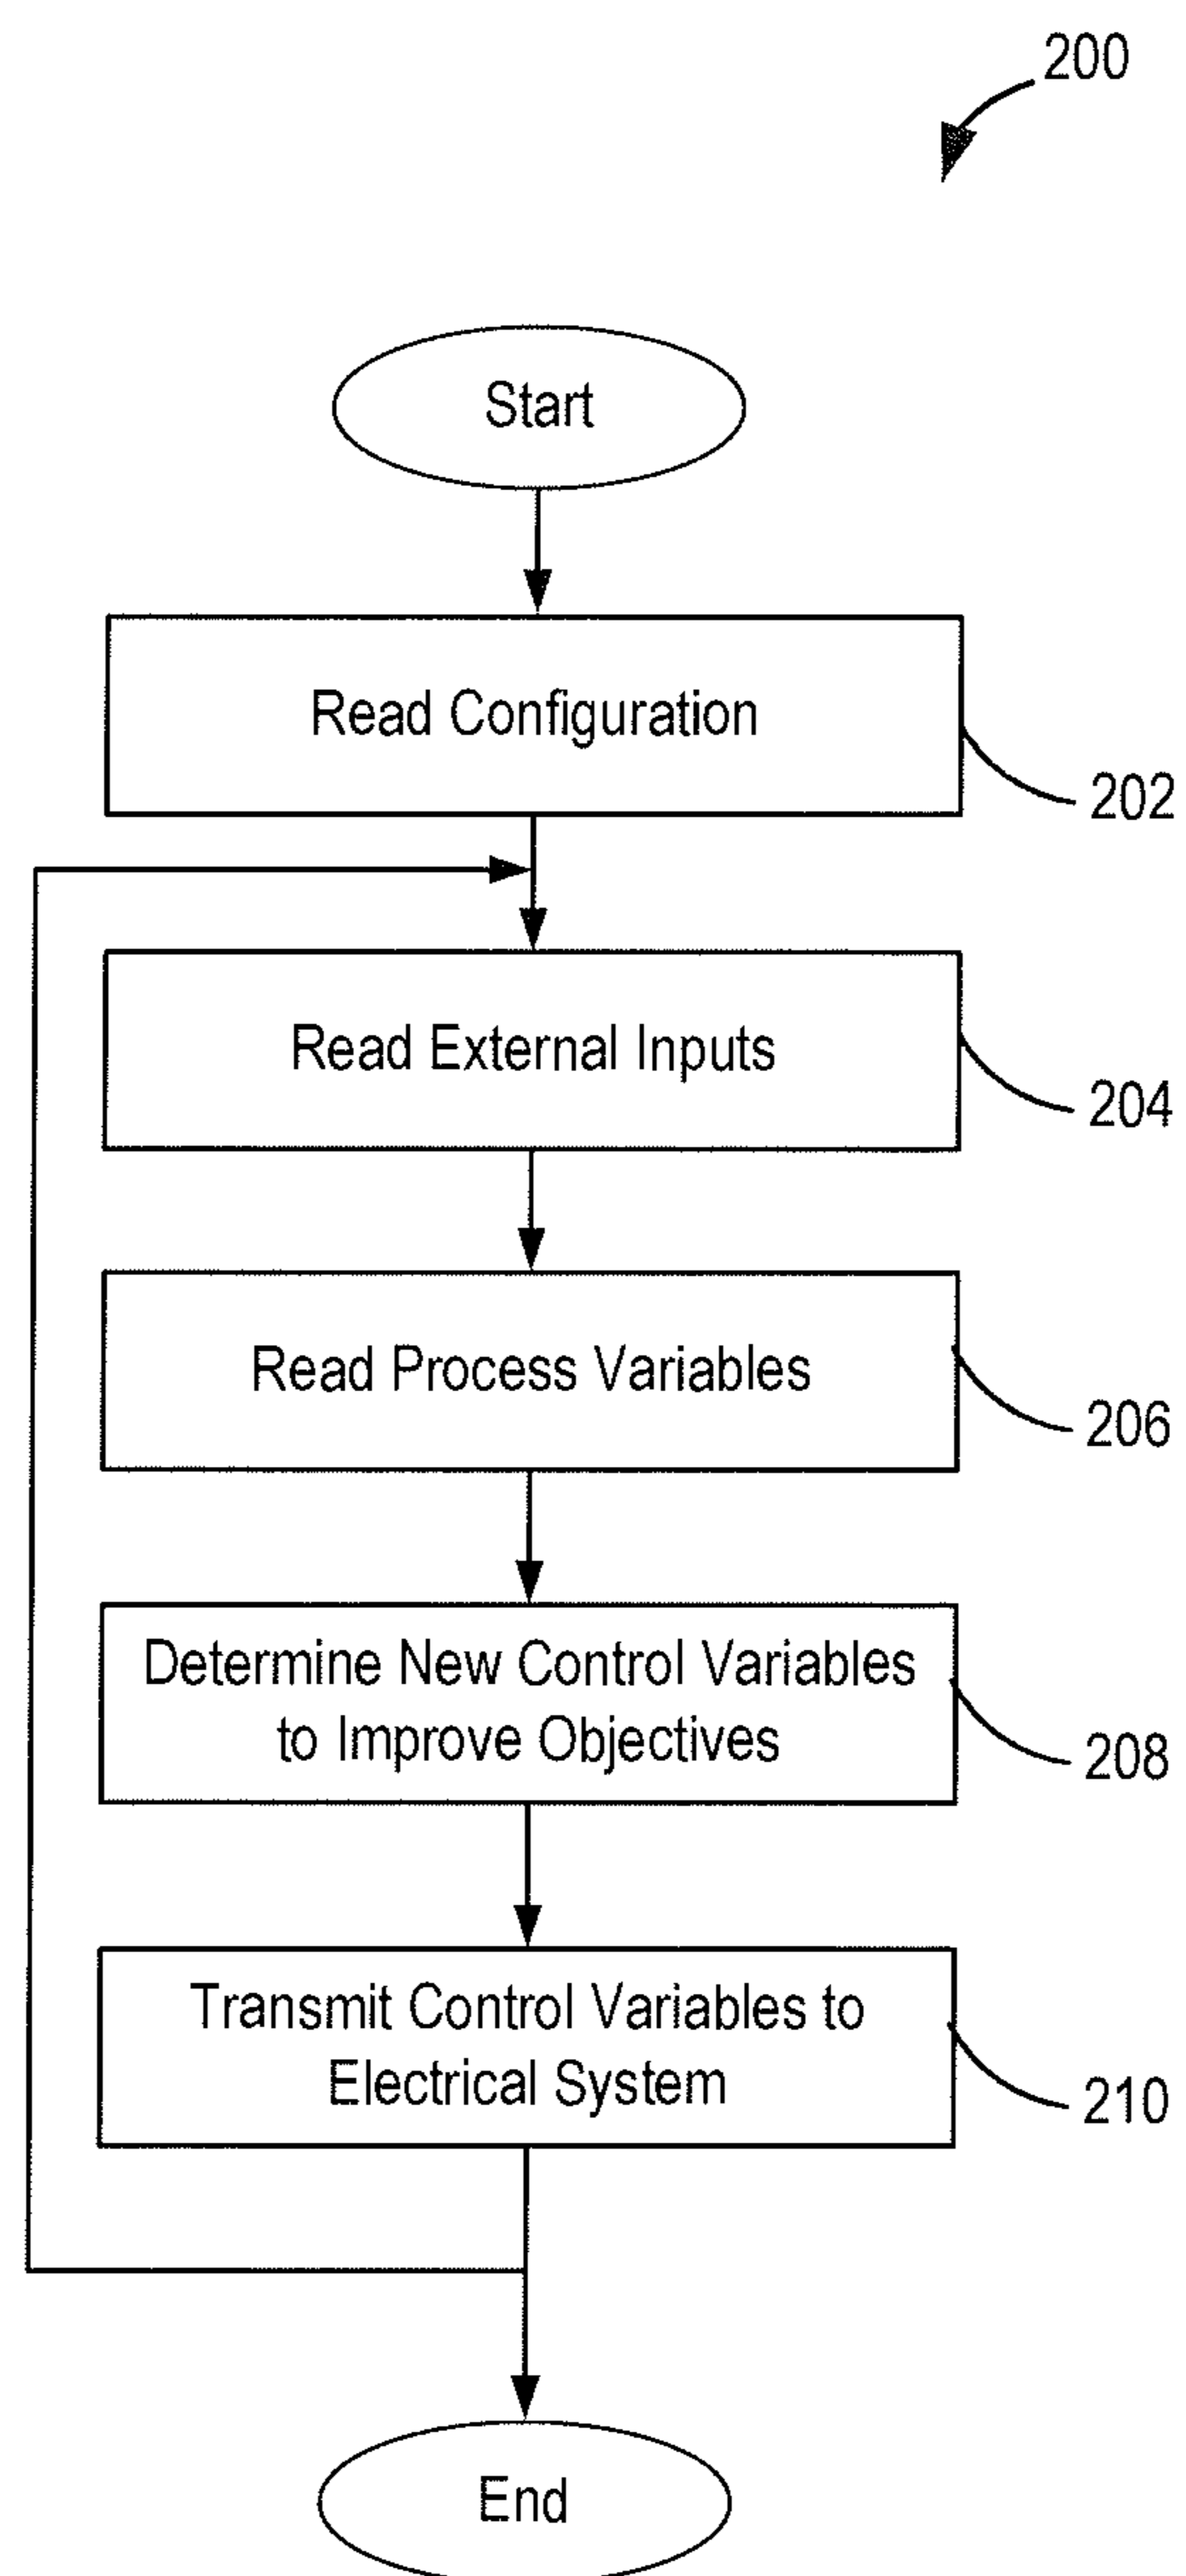 200
Start
Read Configuration
202
Read External Inputs
204
Read Process Variables
206
Determine New Control Variables
to Improve Objectives
208
Transmit Control Variables to
Electrical System
210
End